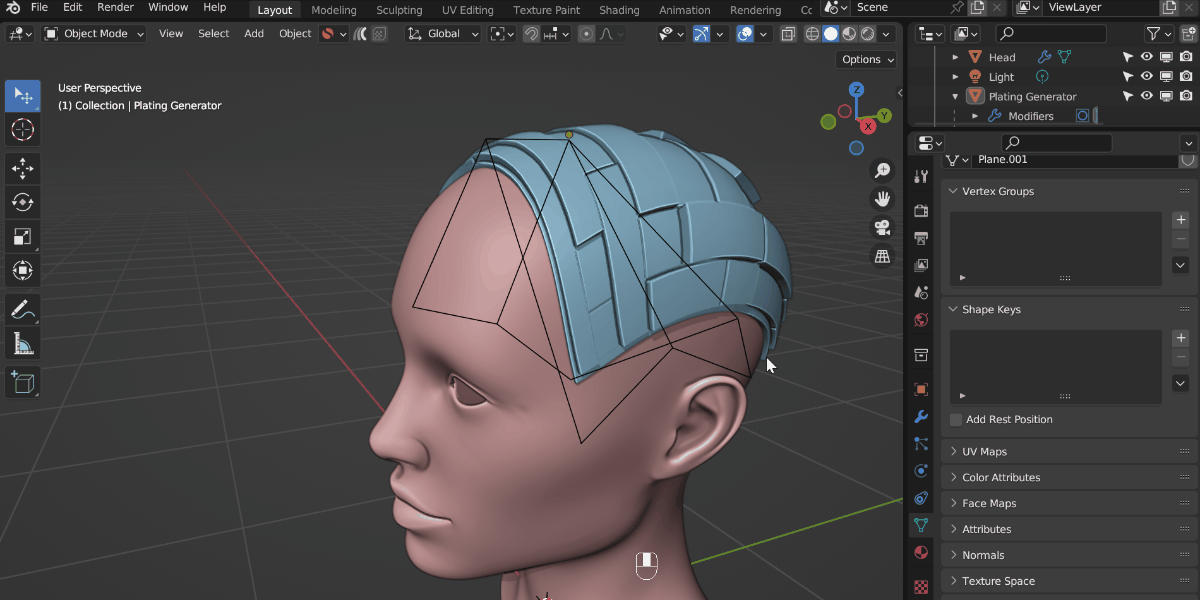 File Edit Render Window Help Layout Modeling Sculpting UV Editing Texture Paint Shading Animation Rendering Cc Scene ViewLayer
Object Mode View Select Add Object Global
Options
User Perspective
(1) Collection | Plating Generator
Z
Y
X
Head
Light
Plating Generator
Modifiers
Plane.001
Vertex Groups
Shape Keys
Add Rest Position
UV Maps
Color Attributes
Face Maps
Attributes
Normals
Texture Space